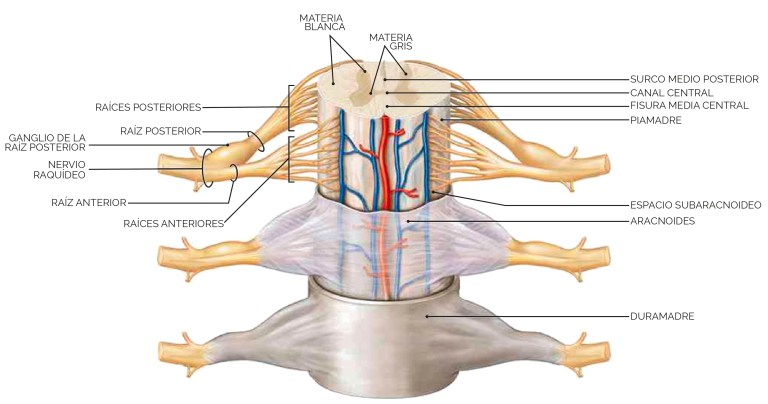 MATERIA
BLANCA
MATERIA
GRIS
RAÍCES POSTERIORES
RAÍZ POSTERIOR
GANGLIO DE LA
RAÍZ POSTERIOR
NERVIO
RAQUÍDEO
RAÍZ ANTERIOR
RAÍCES ANTERIORES
SURCO MEDIO POSTERIOR
CANAL CENTRAL
FISURA MEDIA CENTRAL
PIAMADRE
ESPACIO SUBARACNOIDEO
ARACNOIDES
DURAMADRE